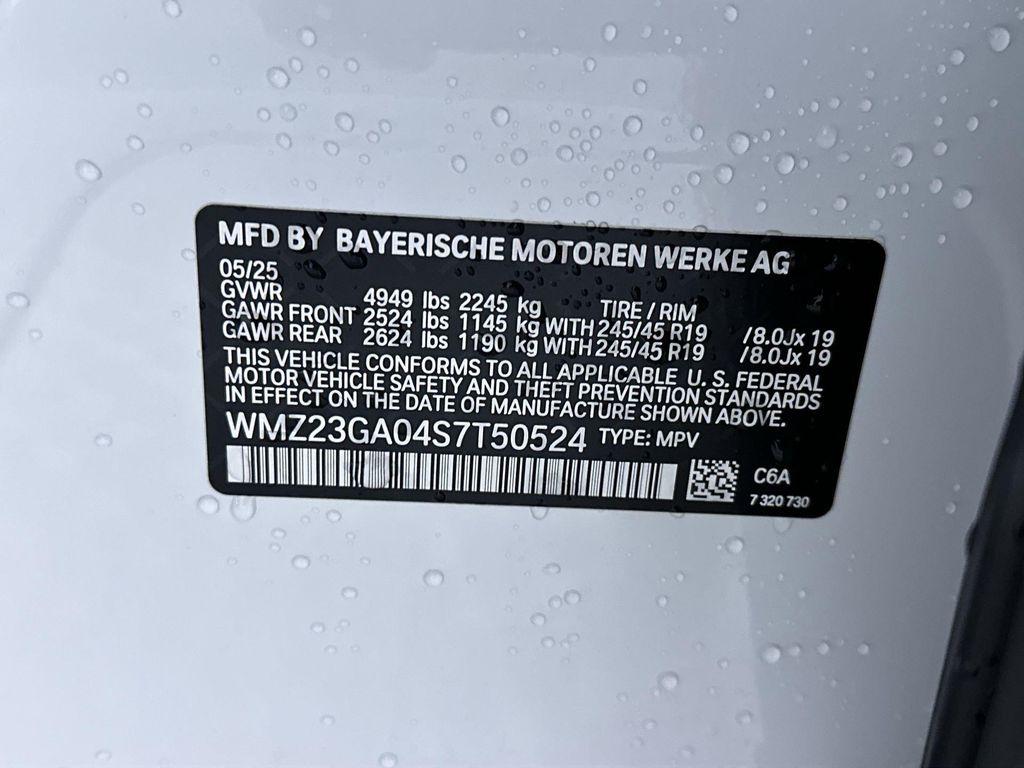 MFD BY BAYERISCHE MOTOREN WERKE AG
05/25
GVWR 4949 lbs 2245 kg TIRE / RIM
GAWR FRONT 2524 lbs 1145 kg WITH 245/45 R19 /8.0Jx 19
GAWR REAR 2624 lbs 1190 kg WITH 245/45 R19 /8.0Jx 19
THIS VEHICLE CONFORMS TO ALL APPLICABLE U. S. FEDERAL
MOTOR VEHICLE SAFETY AND THEFT PREVENTION STANDARDS
IN EFFECT ON THE DATE OF MANUFACTURE SHOWN ABOVE.
WMZ23GA04S7T50524 TYPE: MPV
C6A
7 320 730